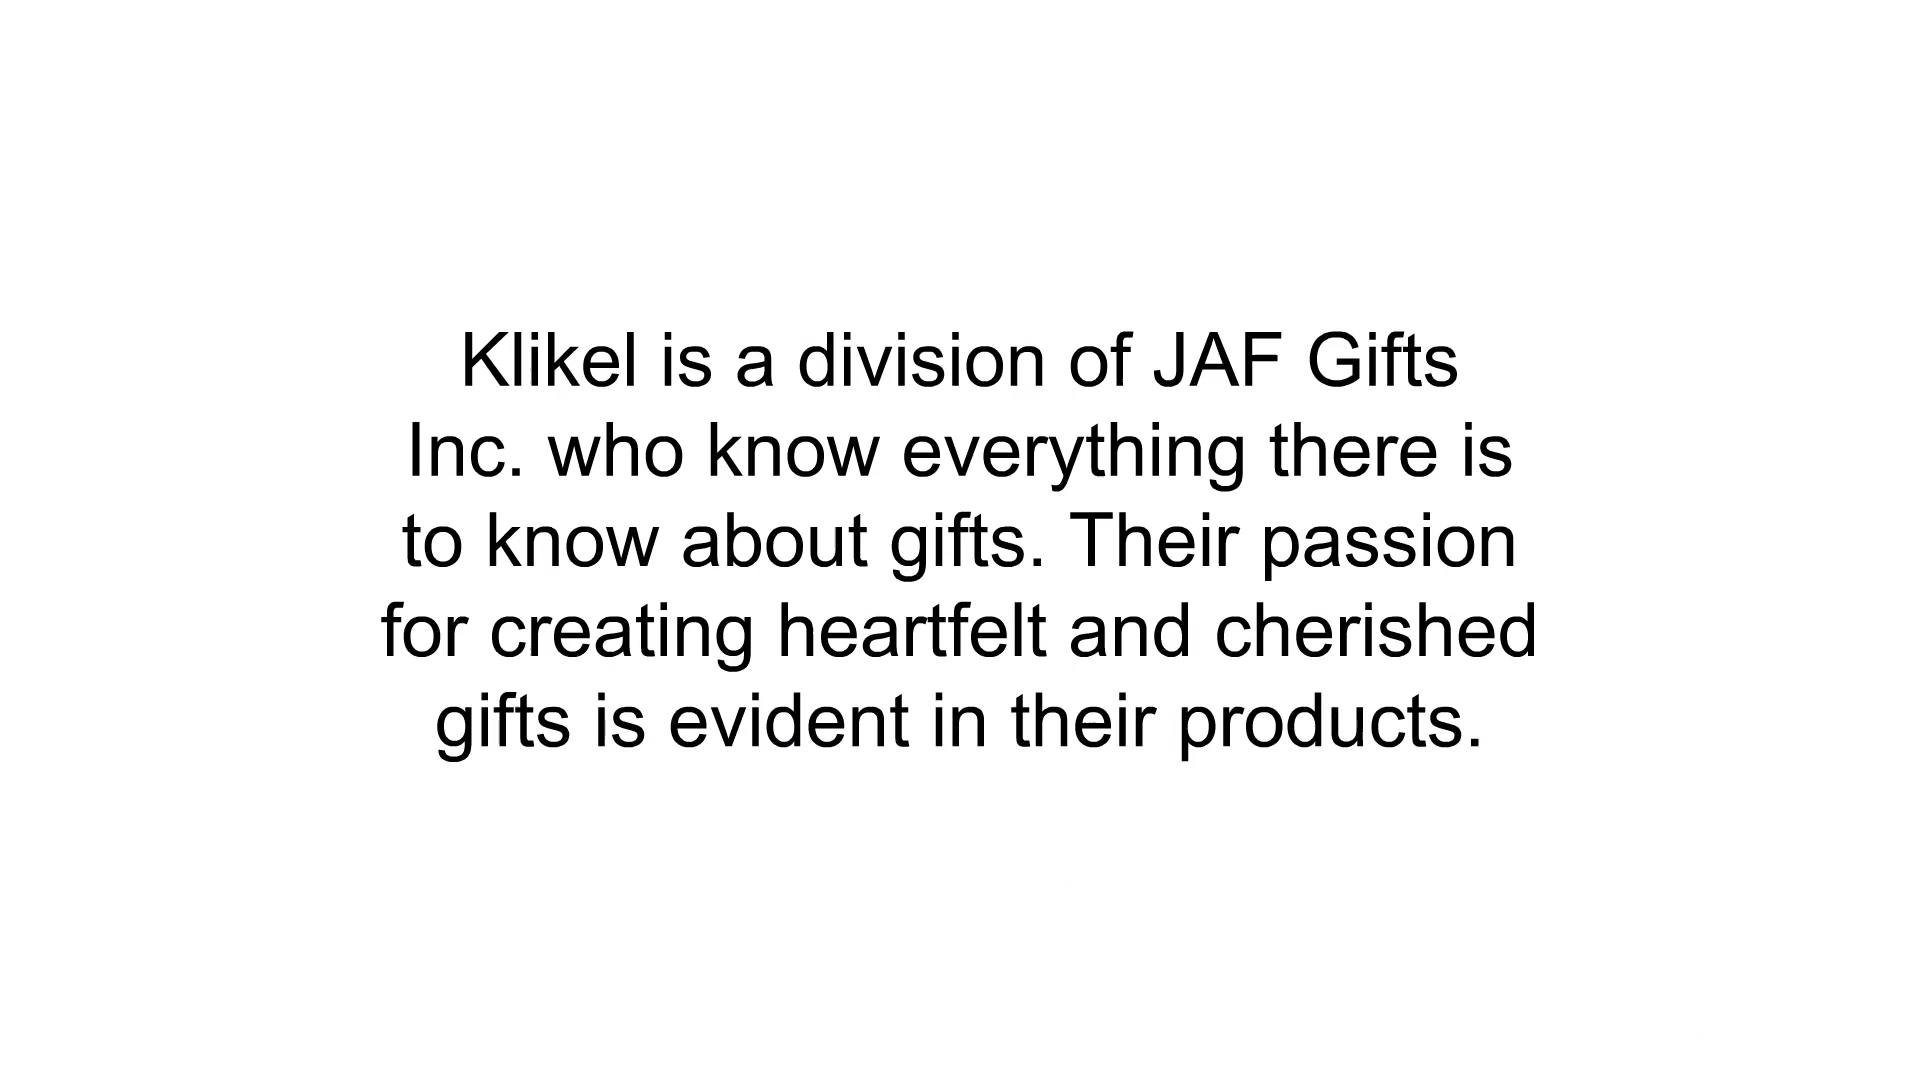 Klikel is a division of JAF Gifts
Inc. who know everything there is
to know about gifts. Their passion
for creating heartfelt and cherished
gifts is evident in their products.